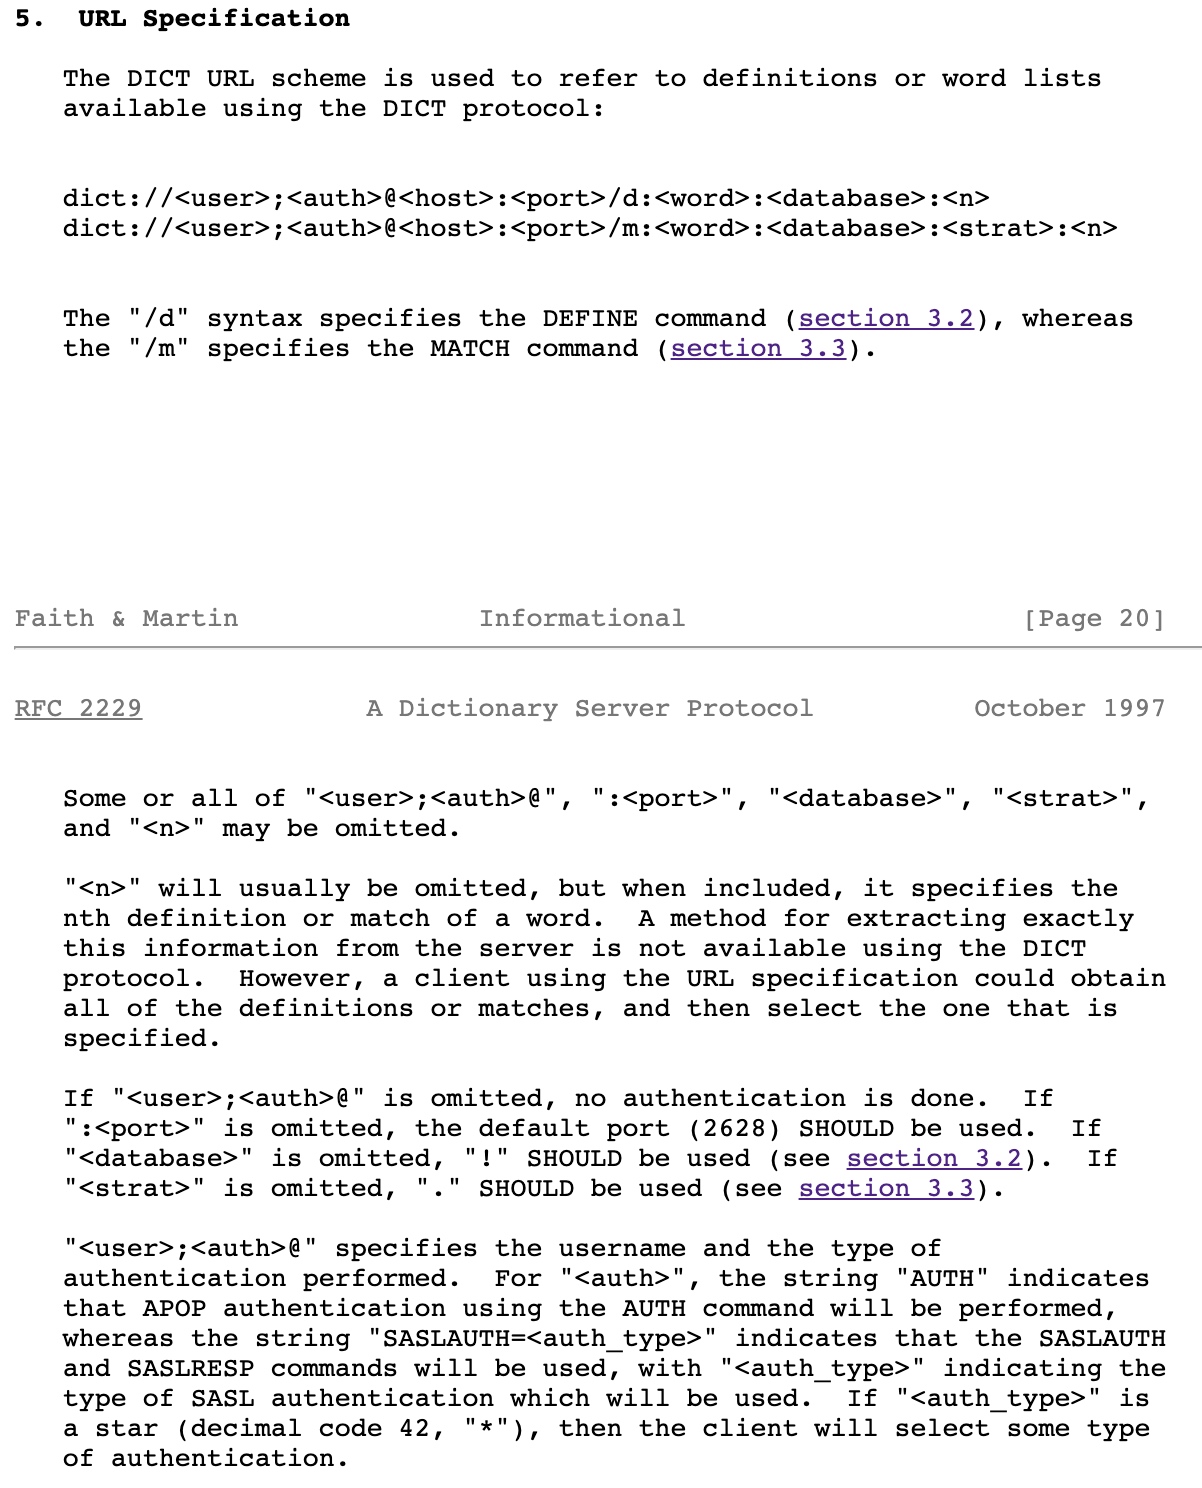 5.  URL Specification
The DICT URL scheme is used to refer to definitions or word lists
available using the DICT protocol:
dict://<user>;<auth>@<host>:<port>/d:<word>:<database>:<n>
dict://<user>;<auth>@<host>:<port>/m:<word>:<database>:<strat>:<n>
The "/d" syntax specifies the DEFINE command (section 3.2), whereas
the "/m" specifies the MATCH command (section 3.3).
Faith & Martin Informational [Page 20]
RFC 2229 A Dictionary Server Protocol October 1997
Some or all of "<user>;<auth>@", ":<port>", "<database>", "<strat>",
and "<n>" may be omitted.
"<n>" will usually be omitted, but when included, it specifies the
nth definition or match of a word.  A method for extracting exactly
this information from the server is not available using the DICT
protocol.  However, a client using the URL specification could obtain
all of the definitions or matches, and then select the one that is
specified.
If "<user>;<auth>@" is omitted, no authentication is done.  If
":<port>" is omitted, the default port (2628) SHOULD be used.  If
"<database>" is omitted, "!" SHOULD be used (see section 3.2).  If
"<strat>" is omitted, "." SHOULD be used (see section 3.3).
"<user>;<auth>@" specifies the username and the type of
authentication performed.  For "<auth>", the string "AUTH" indicates
that APOP authentication using the AUTH command will be performed,
whereas the string "SASLAUTH=<auth_type>" indicates that the SASLAUTH
and SASLRESP commands will be used, with "<auth_type>" indicating the
type of SASL authentication which will be used.  If "<auth_type>" is
a star (decimal code 42, "*"), then the client will select some type
of authentication.